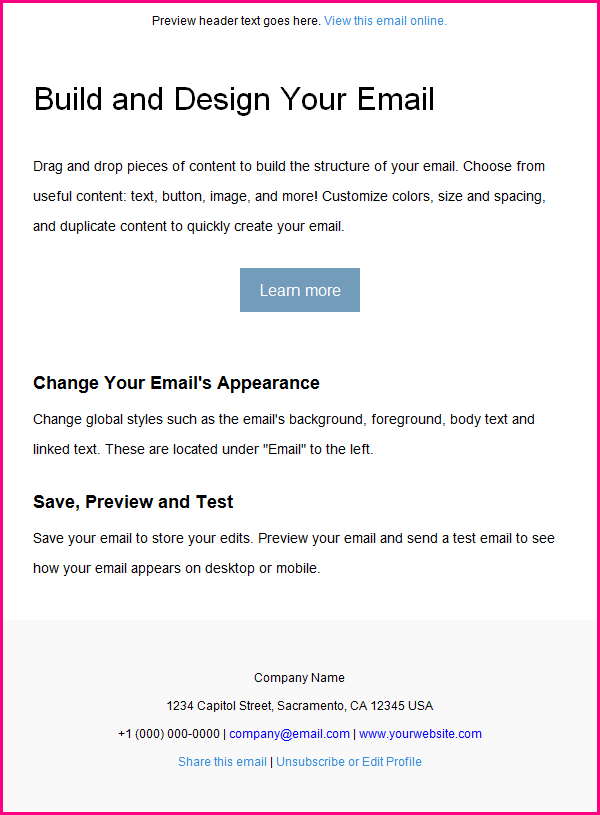 Preview header text goes here. View this email online.
Build and Design Your Email
Drag and drop pieces of content to build the structure of your email. Choose from
useful content: text, button, image, and more! Customize colors, size and spacing,
and duplicate content to quickly create your email.
Learn more
Change Your Email's Appearance
Change global styles such as the email's background, foreground, body text and
linked text. These are located under "Email" to the left.
Save, Preview and Test
Save your email to store your edits. Preview your email and send a test email to see
how your email appears on desktop or mobile.
Company Name
1234 Capitol Street, Sacramento, CA 12345 USA
+1 (000) 000-0000 | company@email.com | www.yourwebsite.com
Share this email | Unsubscribe or Edit Profile